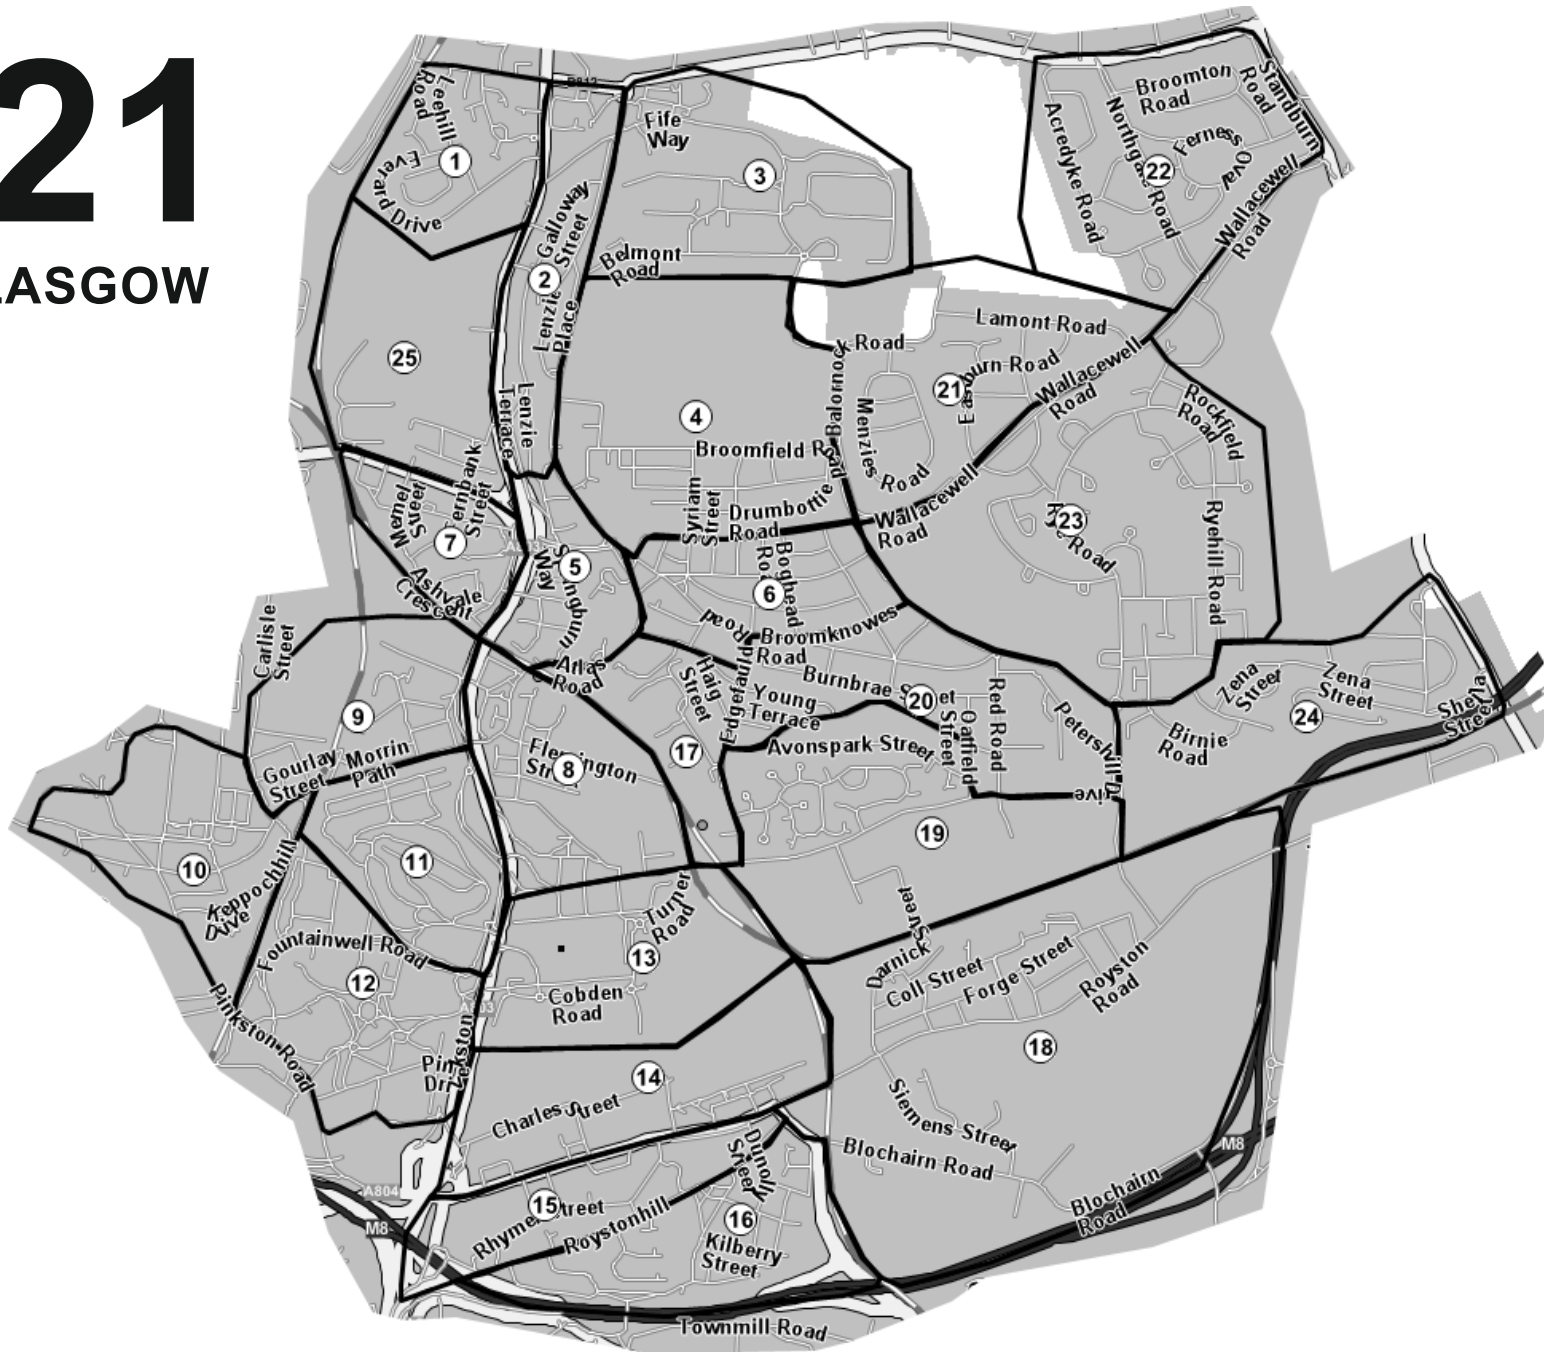 21
LASGOW
Leehill
Road
Everard Drive
1
Fife
Way
3
Galloway
Street
2
Lenzie
Place
Belmont
Road
Broomton
Road
Standburn
Road
Acredyke Road
Northgate Road
Ferness
Oval
22
Wallacewell
Road
25
Lenzie
Terrace
4
Lamont Road
Balornock Road
21
Wallacewell
Road
Menzies Road
Broomfield Road
Rockfield
Road
Fernbank
Street
Memel
Street
7
Syriam
Street
Drumbottie
Road
Wallacewell
Road
23
Ryehill Road
5
Springburn
Way
Boghead
Road
6
Ashvale
Crescent
Carlisle
Street
Atlas
Road
Broomknowes
Road
Edgefauld Road
Haig
Street
Young
Terrace
Burnbrae Street
20
Red Road
Oatfield
Street
Petershill Drive
Zena
Street
Zena
Street
24
Birnie
Road
Sheila
Street
9
Gourlay
Street
Morrin
Path
Flemington
Street
8
17
Avonspark Street
19
10
11
Keppochhill
Drive
Turner
Road
Fountainwell Road
12
13
Cobden
Road
Darnick
Street
Coll Street
Forge Street
Royston
Road
Pinkston Road
Pinkston
Drive
14
18
Charles Street
Siemens Street
Blochairn Road
M8
Dunolly
Street
A804
M8
15
Rhymer Street
Roystonhill
16
Kilberry
Street
Blochairn
Road
Townmill Road